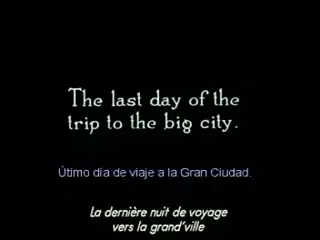 The last day of the
trip to the big city.
Útimo día de viaje a la Gran Ciudad.
La dernière nuit de voyage
vers la grand'ville